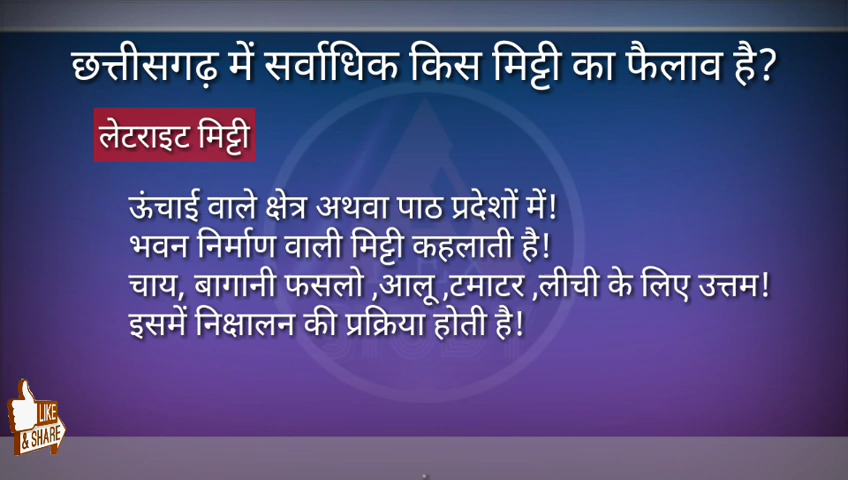 छत्तीसगढ़ में सर्वाधिक किस मिट्टी का फैलाव है?
लेटराइट मिट्टी
ऊंचाई वाले क्षेत्र अथवा पाठ प्रदेशों में!
भवन निर्माण वाली मिट्टी कहलाती है!
चाय, बागानी फसलो ,आलू ,टमाटर ,लीची के लिए उत्तम!
इसमें निक्षालन की प्रक्रिया होती है!
LIKE
& SHARE